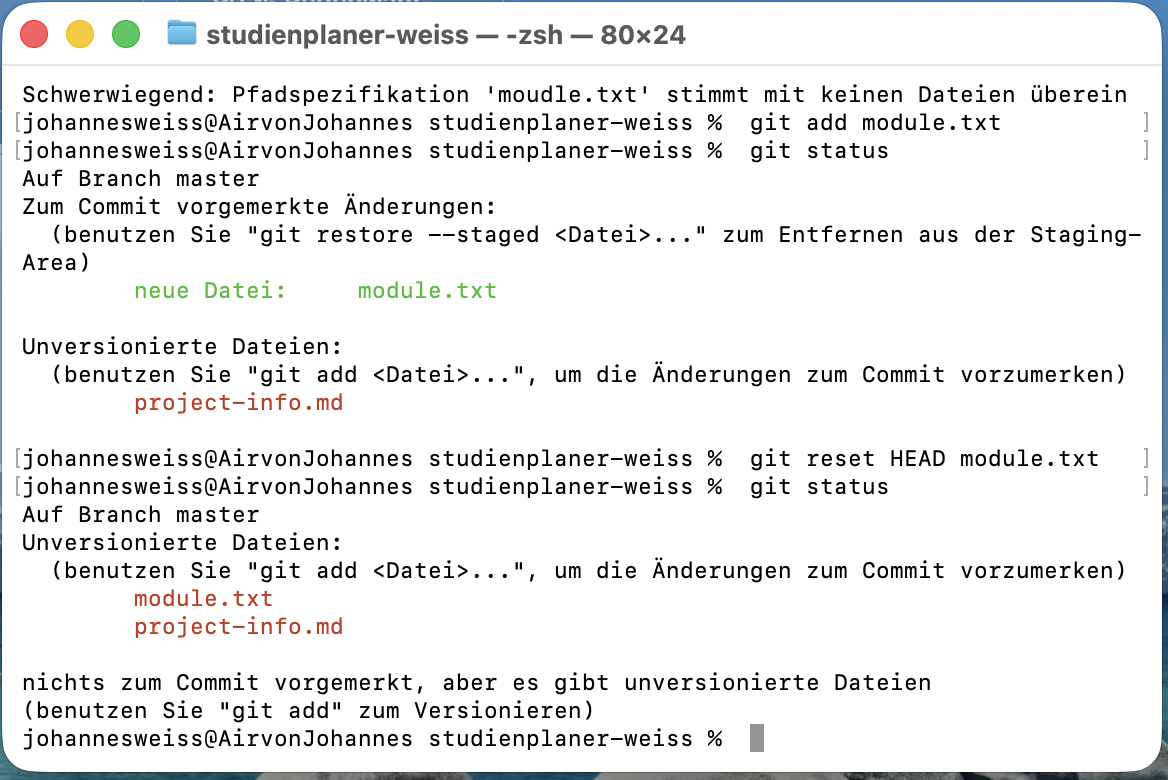 studienplaner-weiss — -zsh — 80×24
Schwerwiegend: Pfadspezifikation 'moudle.txt' stimmt mit keinen Dateien überein
[johannesweiss@AirvonJohannes studienplaner-weiss %  git add module.txt ]
[johannesweiss@AirvonJohannes studienplaner-weiss %  git status ]
Auf Branch master
Zum Commit vorgemerkte Änderungen:
  (benutzen Sie "git restore --staged <Datei>..." zum Entfernen aus der Staging-
Area)
        neue Datei:     module.txt

Unversionierte Dateien:
  (benutzen Sie "git add <Datei>...", um die Änderungen zum Commit vorzumerken)
        project-info.md

[johannesweiss@AirvonJohannes studienplaner-weiss %  git reset HEAD module.txt ]
[johannesweiss@AirvonJohannes studienplaner-weiss %  git status ]
Auf Branch master
Unversionierte Dateien:
  (benutzen Sie "git add <Datei>...", um die Änderungen zum Commit vorzumerken)
        module.txt
        project-info.md

nichts zum Commit vorgemerkt, aber es gibt unversionierte Dateien
(benutzen Sie "git add" zum Versionieren)
johannesweiss@AirvonJohannes studienplaner-weiss %